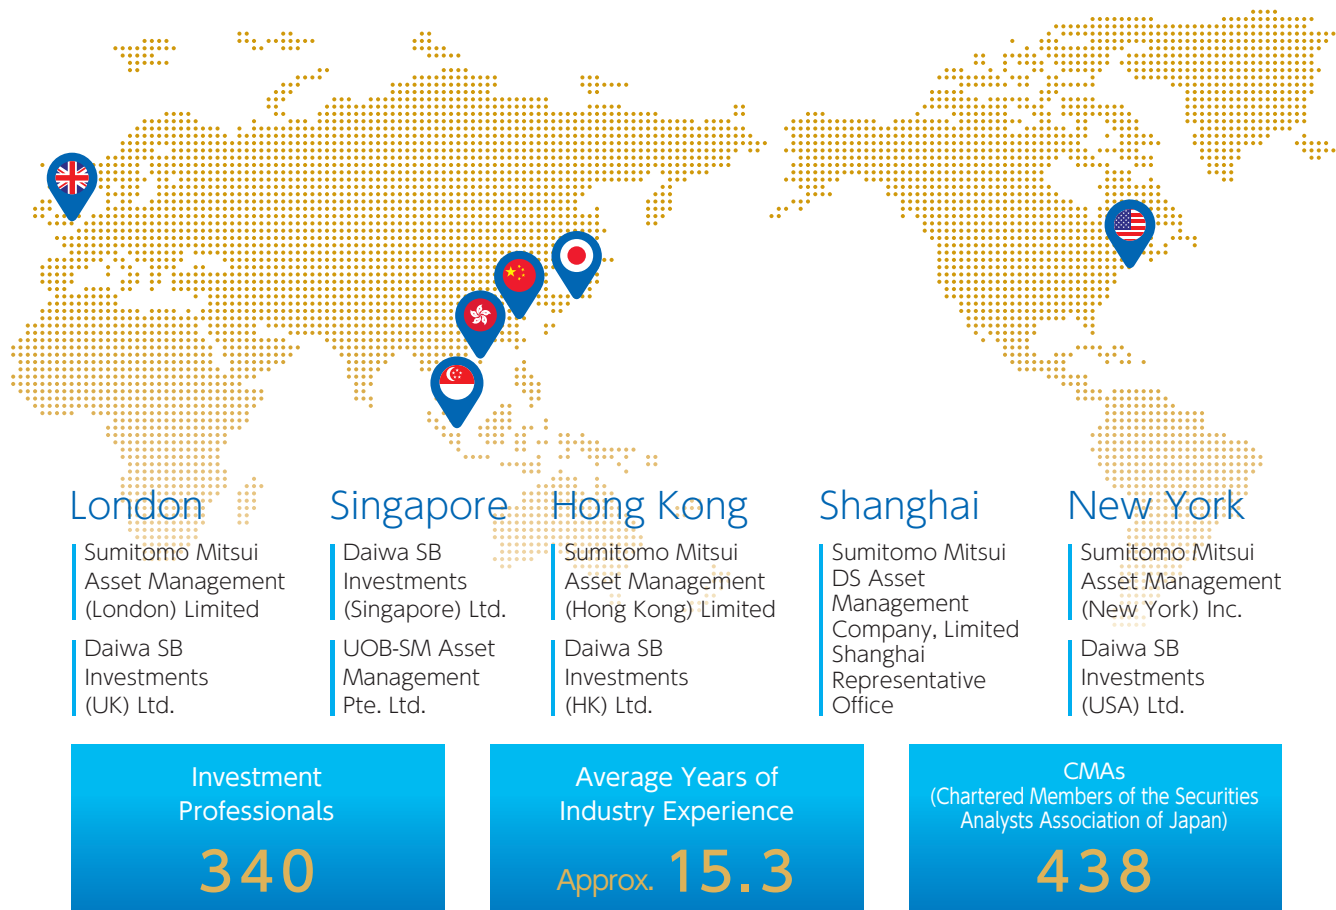 London
Sumitomo Mitsui
Asset Management
(London) Limited
Daiwa SB
Investments
(UK) Ltd.
Singapore
Daiwa SB
Investments
(Singapore) Ltd.
UOB-SM Asset
Management
Pte. Ltd.
Hong Kong
Sumitomo Mitsui
Asset Management
(Hong Kong) Limited
Daiwa SB
Investments
(HK) Ltd.
Shanghai
Sumitomo Mitsui
DS Asset
Management
Company, Limited
Shanghai
Representative
Office
New York
Sumitomo Mitsui
Asset Management
(New York) Inc.
Daiwa SB
Investments
(USA) Ltd.
Investment
Professionals
340
Average Years of
Industry Experience
Approx. 15.3
CMAs
(Chartered Members of the Securities
Analysts Association of Japan)
438